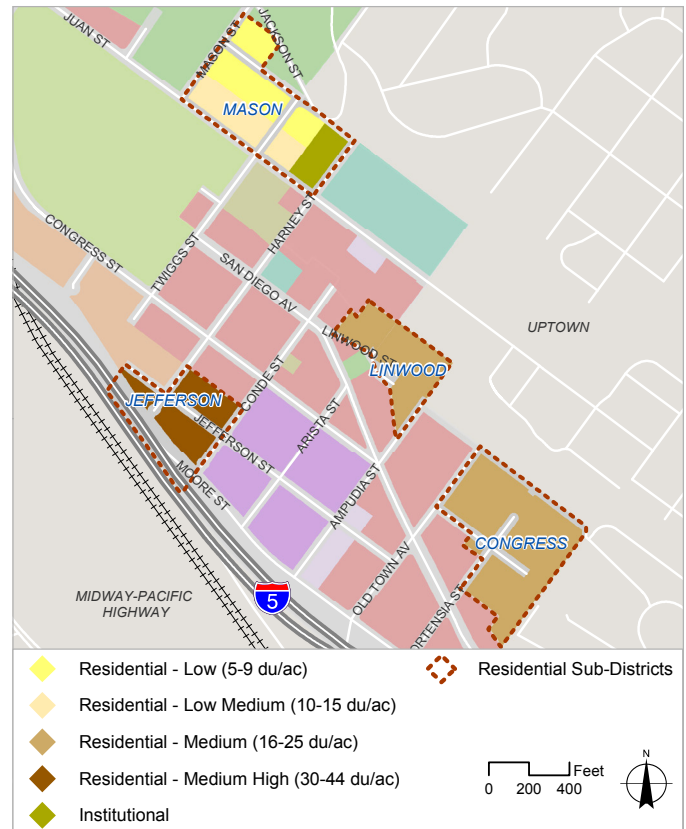 JUAN ST
MASON ST
JACKSON ST
MASON
CONGRESS ST
TWIGGS ST
HARNEY ST
SAN DIEGO AV
UPTOWN
LINWOOD ST
LINWOOD
CONDE ST
JEFFERSON
ARISTA ST
JEFFERSON ST
MOORE ST
AMPUDIA ST
CONGRESS
OLD TOWN AV
ORTENSIA ST
5
MIDWAY-PACIFIC
HIGHWAY
Residential - Low (5-9 du/ac)
Residential Sub-Districts
Residential - Low Medium (10-15 du/ac)
Residential - Medium (16-25 du/ac)
Residential - Medium High (30-44 du/ac)
Institutional
Feet
0 200 400
N